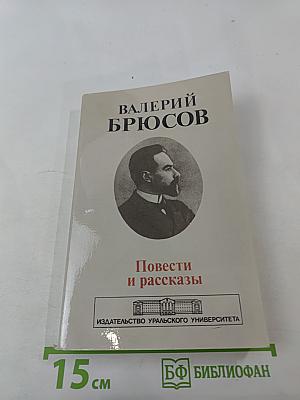 ВАЛЕРИЙ
БРЮСОВ
Повести
и рассказы
ИЗДАТЕЛЬСТВО УРАЛЬСКОГО УНИВЕРСИТЕТА
15 см
БФ БИБЛИОФАН